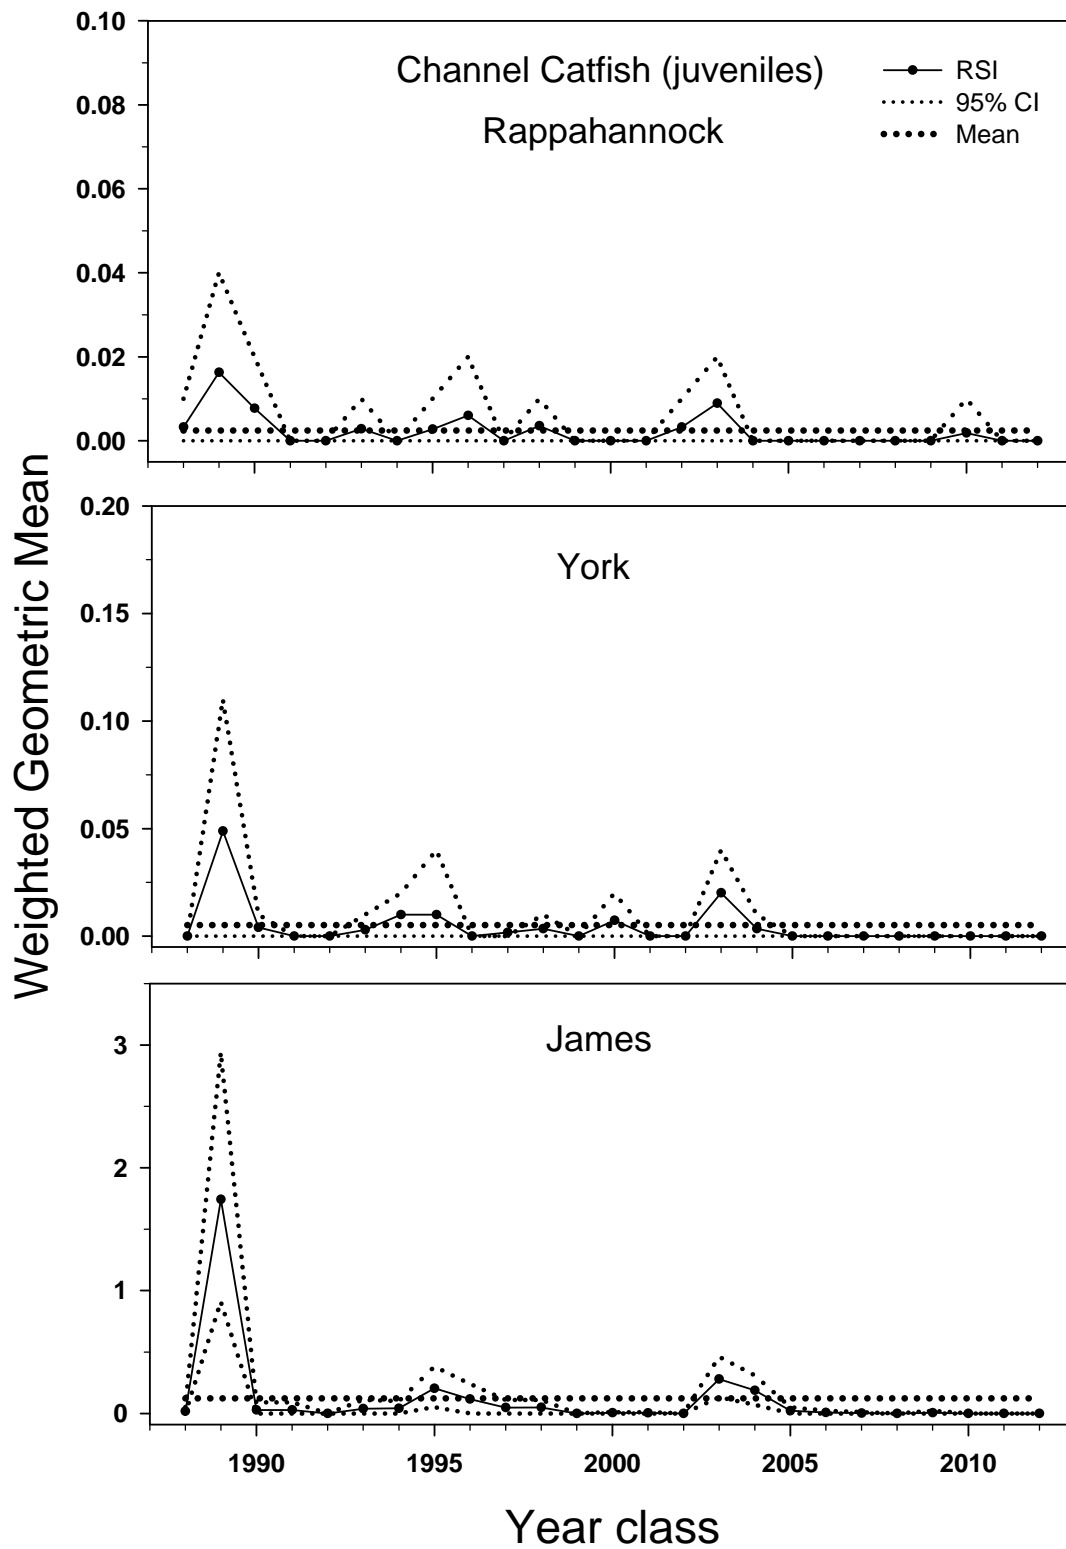 Channel Catfish (juveniles)
Rappahannock
RSI
95% CI
Mean
0.10
0.08
0.06
0.04
0.02
0.00
York
0.20
0.15
0.10
0.05
0.00
James
3
2
1
0
1990 1995 2000 2005 2010
Weighted Geometric Mean
Year class